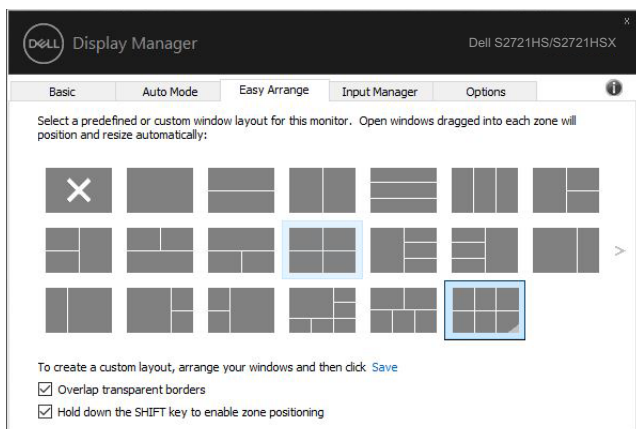 DELL Display Manager
Dell S2721HS/S2721HSX
Basic
Auto Mode
Easy Arrange
Input Manager
Options
Select a predefined or custom window layout for this monitor. Open windows dragged into each zone will
position and resize automatically:
To create a custom layout, arrange your windows and then click Save
Overlap transparent borders
Hold down the SHIFT key to enable zone positioning